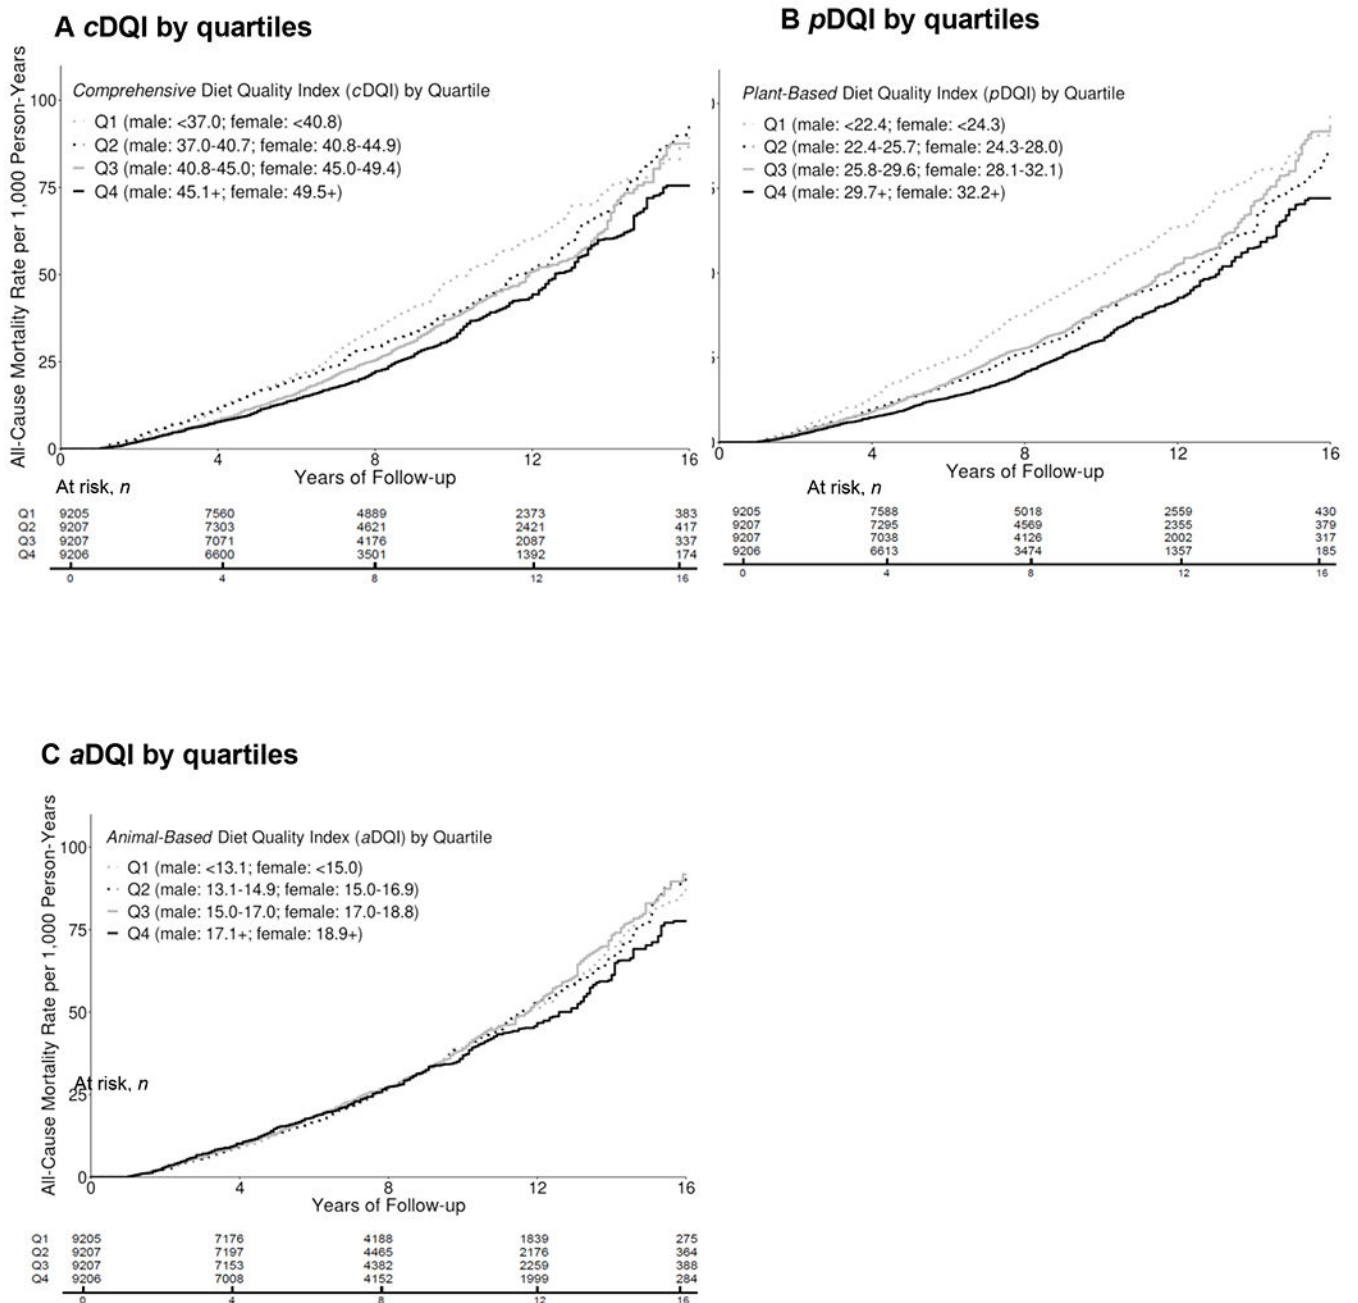 A cDQI by quartiles
All-Cause Mortality Rate per 1,000 Person-Years
Comprehensive Diet Quality Index (cDQI) by Quartile
Q1 (male: <37.0; female: <40.8)
Q2 (male: 37.0-40.7; female: 40.8-44.9)
Q3 (male: 40.8-45.0; female: 45.0-49.4)
Q4 (male: 45.1+; female: 49.5+)
100
75
50
25
0
0 4 8 12 16
Years of Follow-up
At risk, n
Q1 9205 7560 4889 2373 383
Q2 9207 7303 4621 2421 417
Q3 9207 7071 4176 2087 337
Q4 9206 6600 3501 1392 174
0 4 8 12 16
B pDQI by quartiles
Plant-Based Diet Quality Index (pDQI) by Quartile
Q1 (male: <22.4; female: <24.3)
Q2 (male: 22.4-25.7; female: 24.3-28.0)
Q3 (male: 25.8-29.6; female: 28.1-32.1)
Q4 (male: 29.7+; female: 32.2+)
0 4 8 12 16
Years of Follow-up
At risk, n
9205 7588 5018 2559 430
9207 7295 4569 2355 379
9207 7038 4126 2002 317
9206 6613 3474 1357 185
0 4 8 12 16
C aDQI by quartiles
All-Cause Mortality Rate per 1,000 Person-Years
Animal-Based Diet Quality Index (aDQI) by Quartile
Q1 (male: <13.1; female: <15.0)
Q2 (male: 13.1-14.9; female: 15.0-16.9)
Q3 (male: 15.0-17.0; female: 17.0-18.8)
Q4 (male: 17.1+; female: 18.9+)
100
75
50
At risk, n
25
0
0 4 8 12 16
Years of Follow-up
Q1 9205 7176 4188 1839 275
Q2 9207 7197 4465 2176 364
Q3 9207 7153 4382 2259 388
Q4 9206 7008 4152 1999 284
0 4 8 12 16